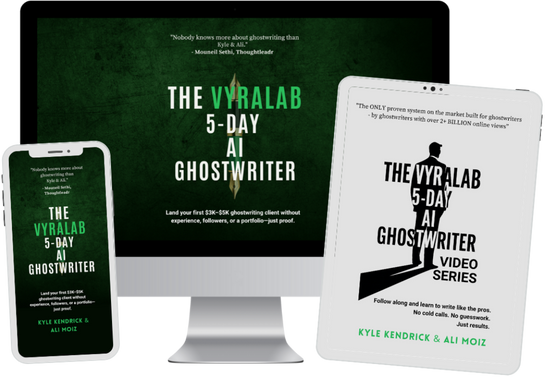 "Nobody knows more about ghostwriting than
Kyle & Ali."
- Mouneil Sethi, Thoughtleadr
THE VYRALAB
5-DAY
AI
GHOSTWRITER
Land your first $3K–$5K ghostwriting client without
experience, followers, or a portfolio—just proof.
"Nobody knows more about
ghostwriting than
Kyle & Ali."
- Mouneil Sethi,
Thoughtleadr
THE
VYRALAB
5-DAY
AI
GHOSTWRITER
Land your first $3K–$5K
ghostwriting client without
experience, followers, or a portfolio—
just proof.
KYLE KENDRICK &
ALI MOIZ
"The ONLY proven system on the market built for ghostwriters
- by ghostwriters with over 2+ BILLION online views"
THE VYRALAB
5-DAY
AI
GHOSTWRITER
VIDEO
SERIES
Follow along and learn to write like the pros.
No cold calls. No guesswork.
Just results.
KYLE KENDRICK & ALI MOIZ